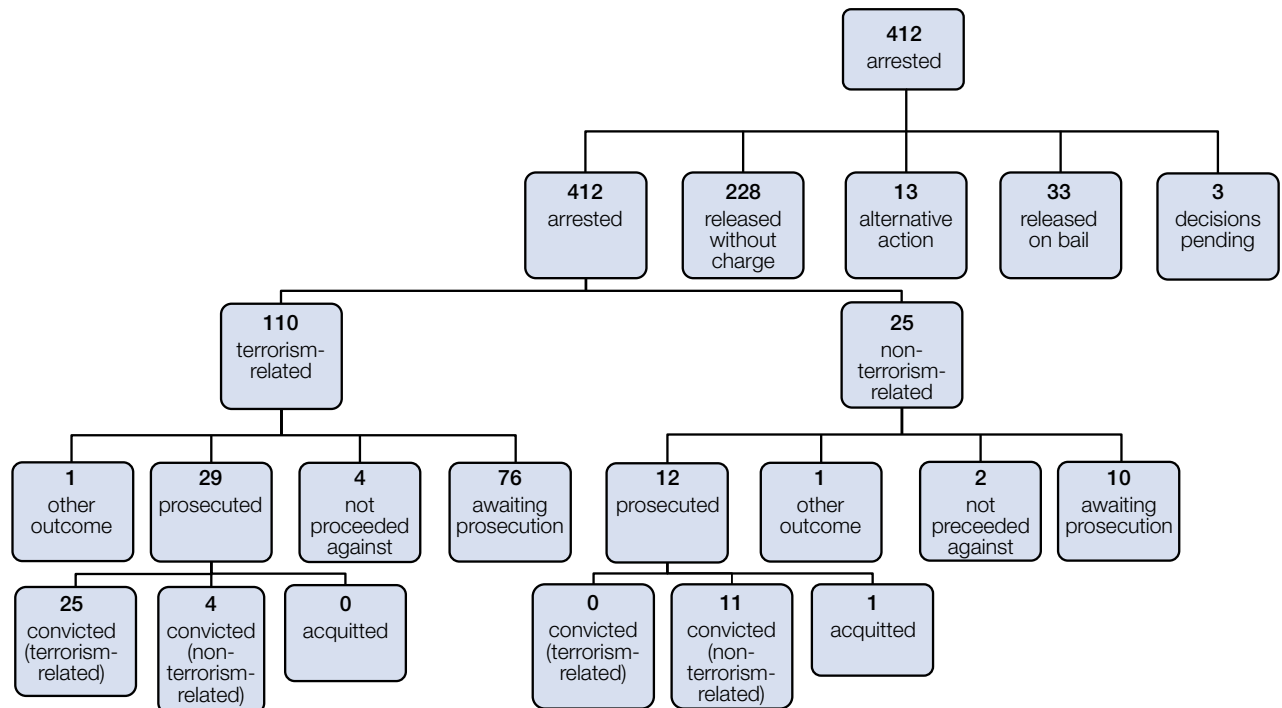 412
arrested
412
arrested
228
released
without
charge
13
alternative
action
33
released
on bail
3
decisions
pending
110
terrorism-
related
25
non-
terrorism-
related
1
other
outcome
29
prosecuted
4
not
proceeded
against
76
awaiting
prosecution
12
prosecuted
1
other
outcome
2
not
preceeded
against
10
awaiting
prosecution
25
convicted
(terrorism-
related)
4
convicted
(non-
terrorism-
related)
0
acquitted
0
convicted
(terrorism-
related)
11
convicted
(non-
terrorism-
related)
1
acquitted